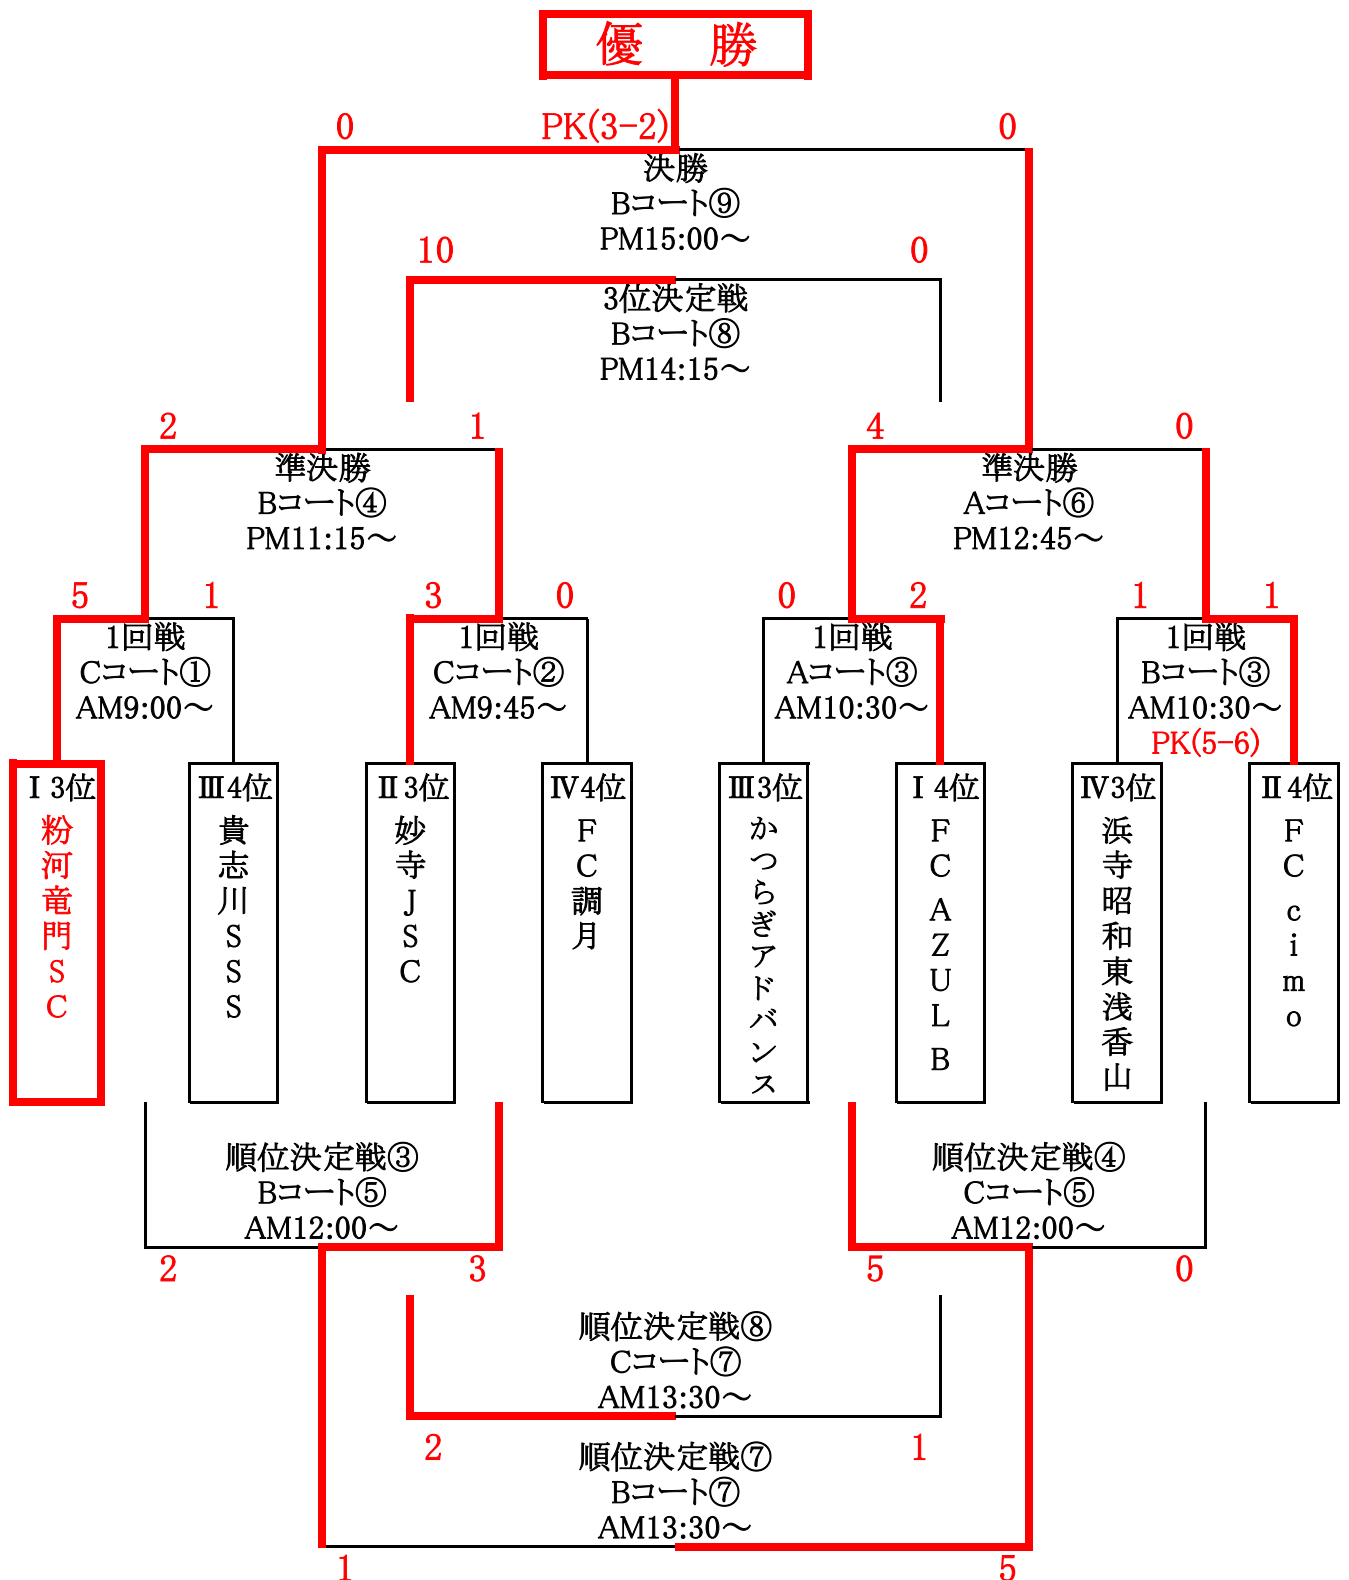 優　勝
0 PK(3-2) 0
決勝
Bコート⑨
PM15:00～
10 0
3位決定戦
Bコート⑧
PM14:15～
2 1 4 0
準決勝
Bコート④
PM11:15～
準決勝
Aコート⑥
PM12:45～
5 1 3 0 0 2 1 1
1回戦
Cコート①
AM9:00～
1回戦
Cコート②
AM9:45～
1回戦
Aコート③
AM10:30～
1回戦
Bコート③
AM10:30～
PK(5-6)
Ⅰ3位
粉河竜門SC
Ⅲ4位
貴志川SSS
Ⅱ3位
妙寺JSC
Ⅳ4位
FC調月
Ⅲ3位
かつらぎアドバンス
Ⅰ4位
FC AZUL B
Ⅳ3位
浜寺昭和東浅香山
Ⅱ4位
FC cimo
順位決定戦③
Bコート⑤
AM12:00～
順位決定戦④
Cコート⑤
AM12:00～
2 3 5 0
順位決定戦⑧
Cコート⑦
AM13:30～
2 1
順位決定戦⑦
Bコート⑦
AM13:30～
1 5